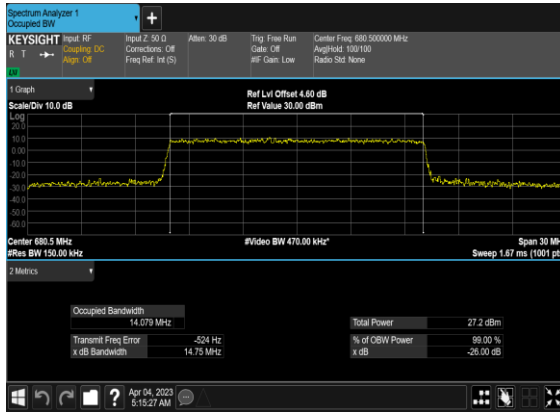 Spectrum Analyzer 1
Occupied BW
KEYSIGHT Input: RF Input Z: 50 Ω Atten: 30 dB Trig: Free Run Center Freq: 680.500000 MHz
R T Coupling: DC Corrections: Off Gate: Off Avg|Hold: 100/100
Align: Off Freq Ref: Int (S) #IF Gain: Low Radio Std: None
LXI
1 Graph
Ref Lvl Offset 4.60 dB
Scale/Div 10.0 dB Ref Value 30.00 dBm
Log
20.0
10.0
0.00
-10.0
-20.0
-30.0
-40.0
-50.0
-60.0
Center 680.5 MHz #Video BW 470.00 kHz* Span 30 MH
#Res BW 150.00 kHz Sweep 1.67 ms (1001 pts
2 Metrics
Occupied Bandwidth
14.079 MHz Total Power 27.2 dBm
Transmit Freq Error -524 Hz % of OBW Power 99.00 %
x dB Bandwidth 14.75 MHz x dB -26.00 dB
Apr 04, 2023
5:15:27 AM